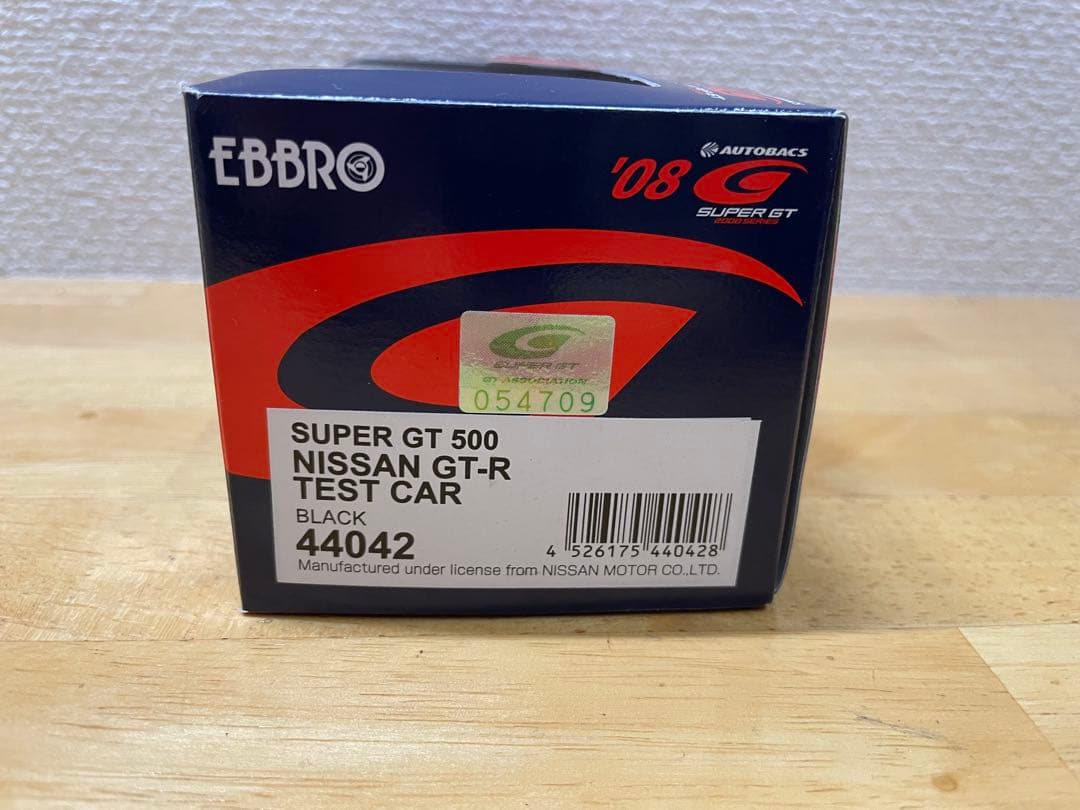 EBBRO
'08
AUTOBACS
SUPER GT
2008 SERIES
SUPER GT
GT ASSOCIATION
054709
SUPER GT 500
NISSAN GT-R
TEST CAR
BLACK
44042
4 526175 440428
Manufactured under license from NISSAN MOTOR CO.,LTD.